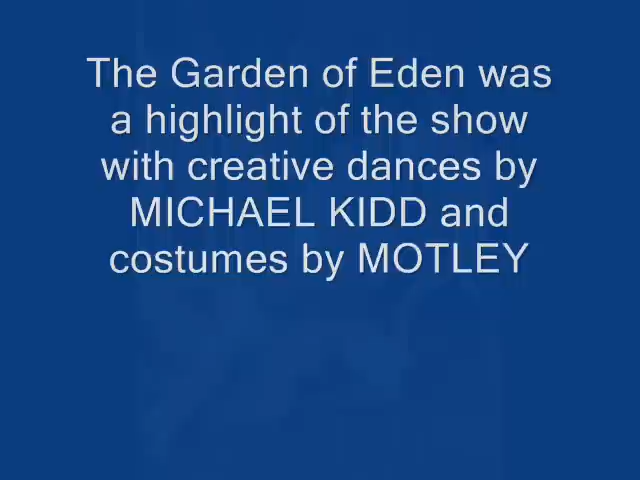 The Garden of Eden was
a highlight of the show
with creative dances by
MICHAEL KIDD and
costumes by MOTLEY